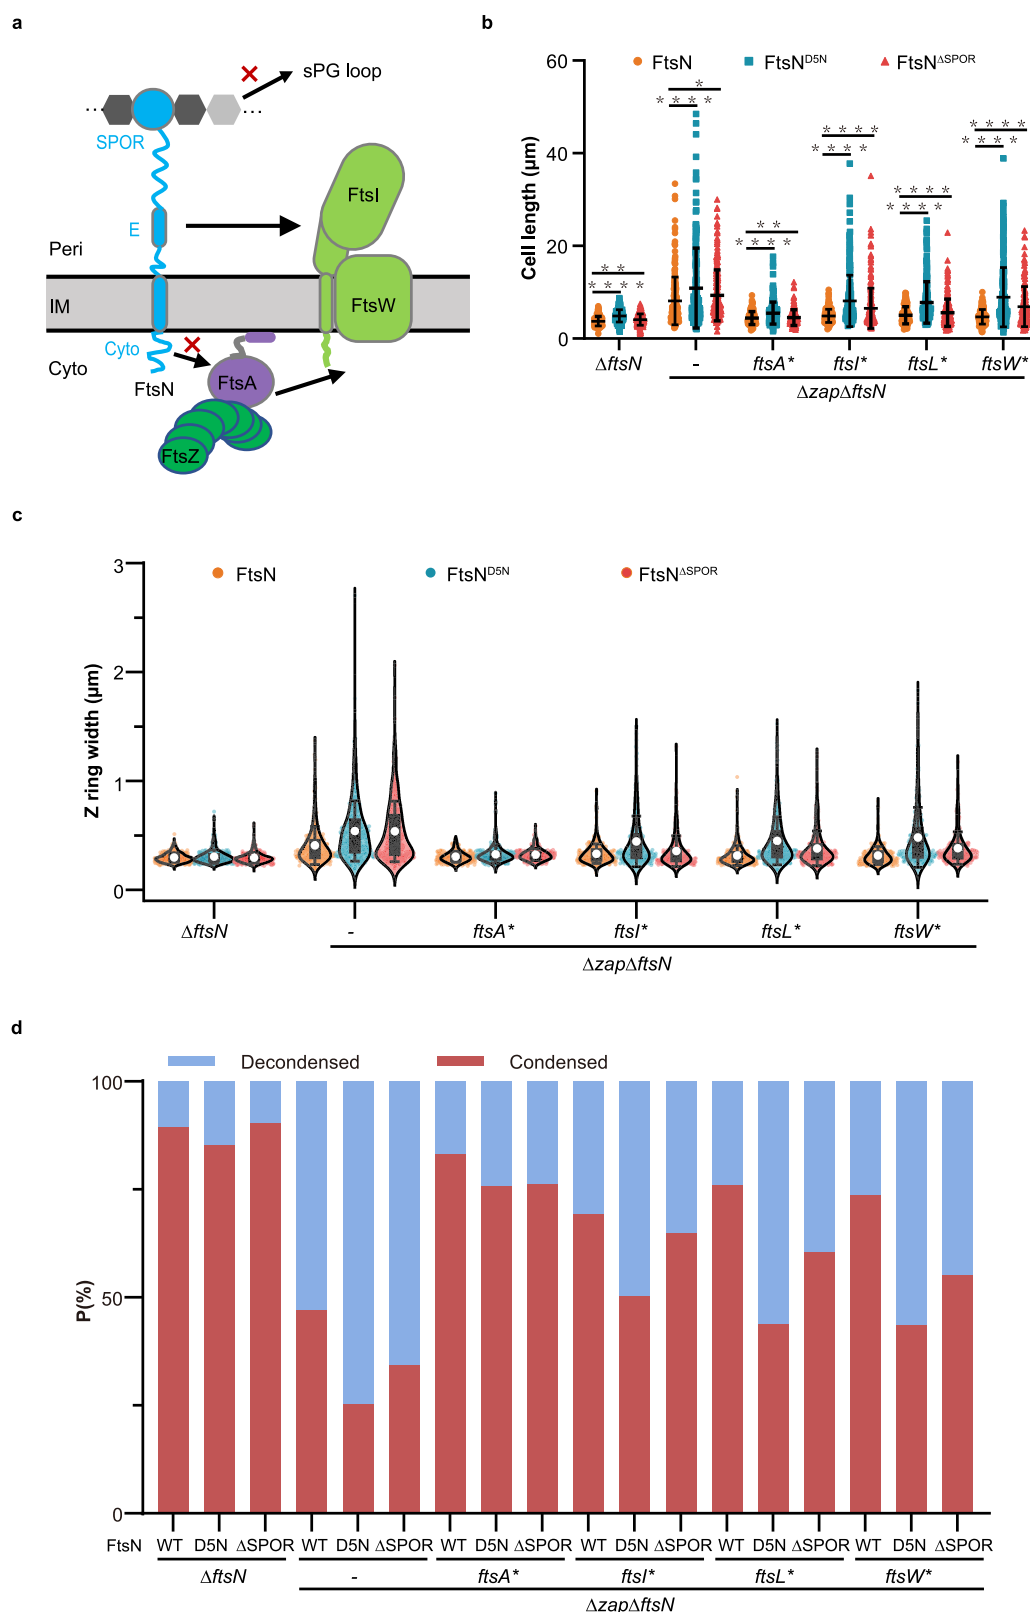 a
sPG loop
...
...
SPOR
E
Peri
IM
Cyto
Cyto
FtsN
FtsA
FtsZ
FtsI
FtsW
b
FtsN
FtsN^D5N
FtsN^ΔSPOR
Cell length (µm)
60
40
20
0
* *
* * * *
*
* * * *
* *
* * * *
* * * *
* * * *
* * * *
* * * *
* * * *
* * * *
ΔftsN
-
ftsA*
ftsI*
ftsL*
ftsW*
ΔzapΔftsN
c
FtsN
FtsN^D5N
FtsN^ΔSPOR
Z ring width (µm)
3
2
1
0
ΔftsN
-
ftsA*
ftsI*
ftsL*
ftsW*
ΔzapΔftsN
d
Decondensed
Condensed
P(%)
100
50
0
FtsN WT D5N ΔSPOR WT D5N ΔSPOR WT D5N ΔSPOR WT D5N ΔSPOR WT D5N ΔSPOR WT D5N ΔSPOR
ΔftsN
-
ftsA*
ftsI*
ftsL*
ftsW*
ΔzapΔftsN